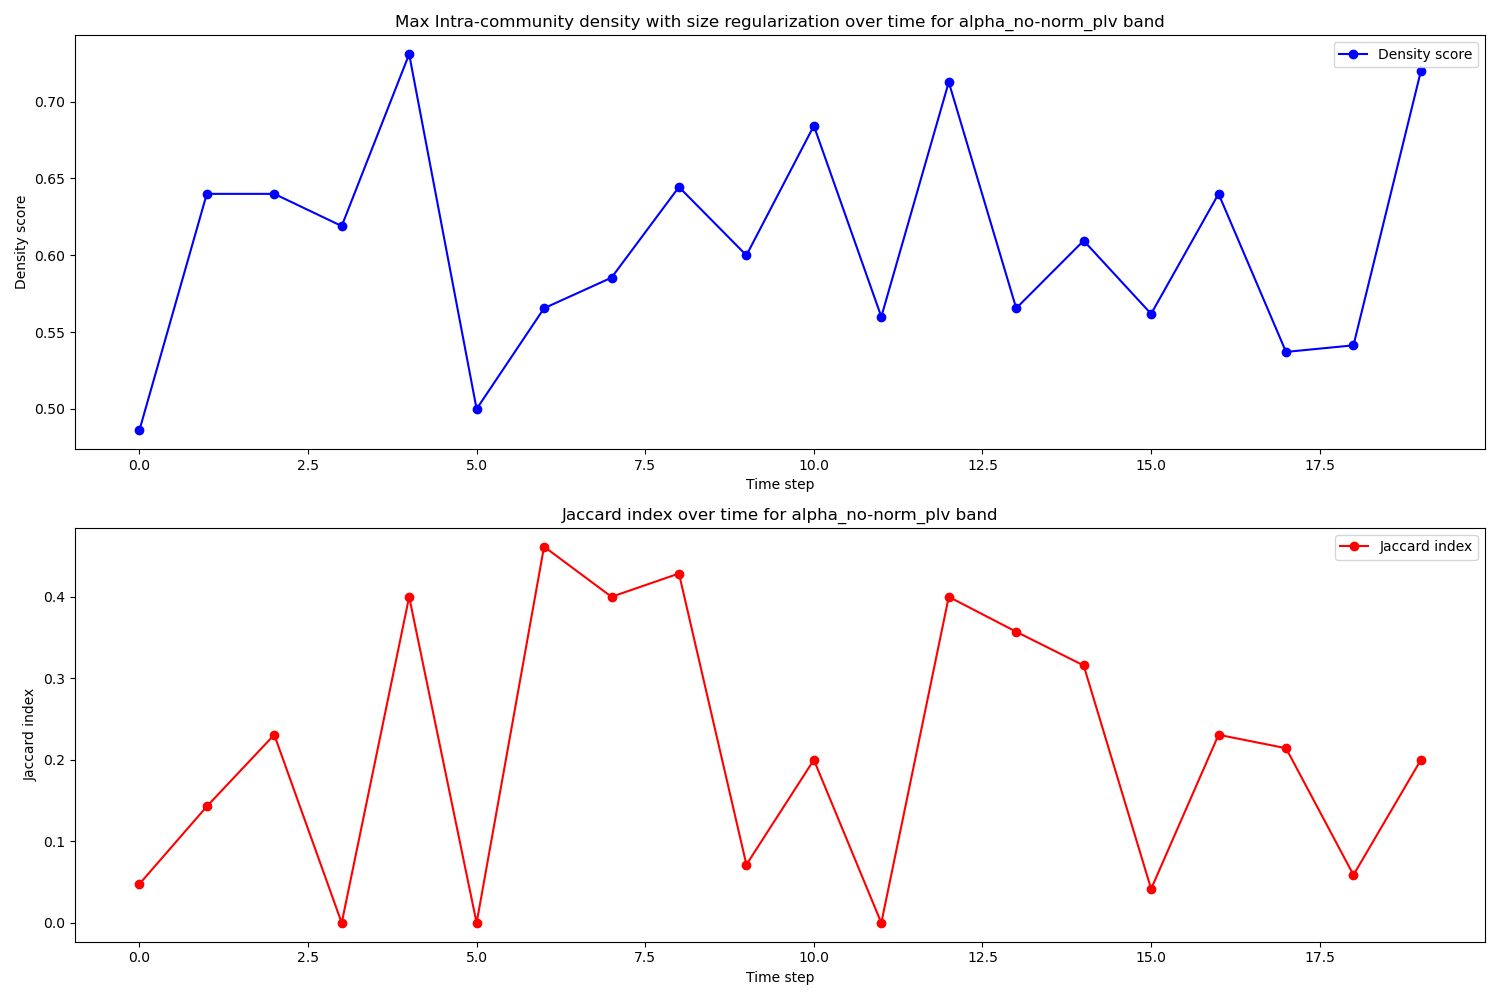 Max Intra-community density with size regularization over time for alpha_no-norm_plv band
Density score
0.70
0.65
0.60
0.55
0.50
Density score
0.0 2.5 5.0 7.5 10.0 12.5 15.0 17.5
Time step
Jaccard index over time for alpha_no-norm_plv band
Jaccard index
0.4
0.3
0.2
0.1
0.0
Jaccard index
0.0 2.5 5.0 7.5 10.0 12.5 15.0 17.5
Time step